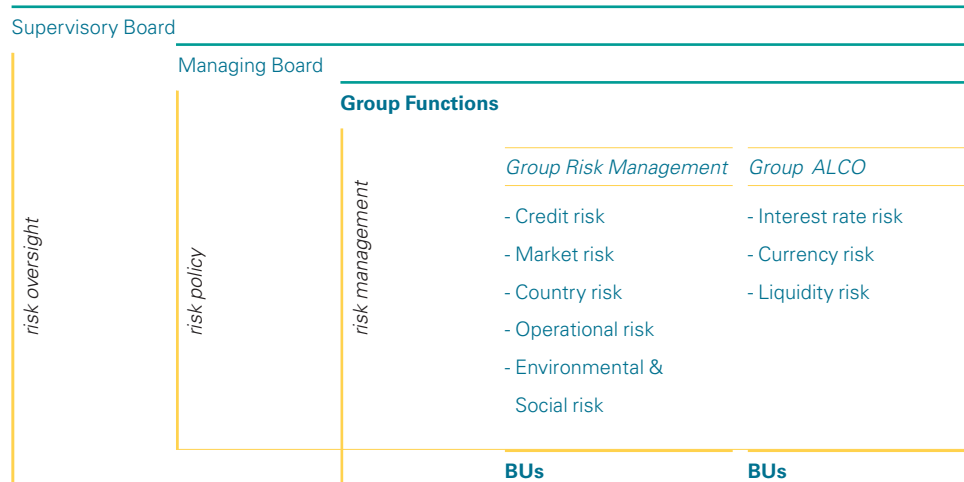 Supervisory Board
Managing Board
Group Functions
risk oversight
risk policy
risk management
Group Risk Management
- Credit risk
- Market risk
- Country risk
- Operational risk
- Environmental &
Social risk
BUs
Group ALCO
- Interest rate risk
- Currency risk
- Liquidity risk
BUs